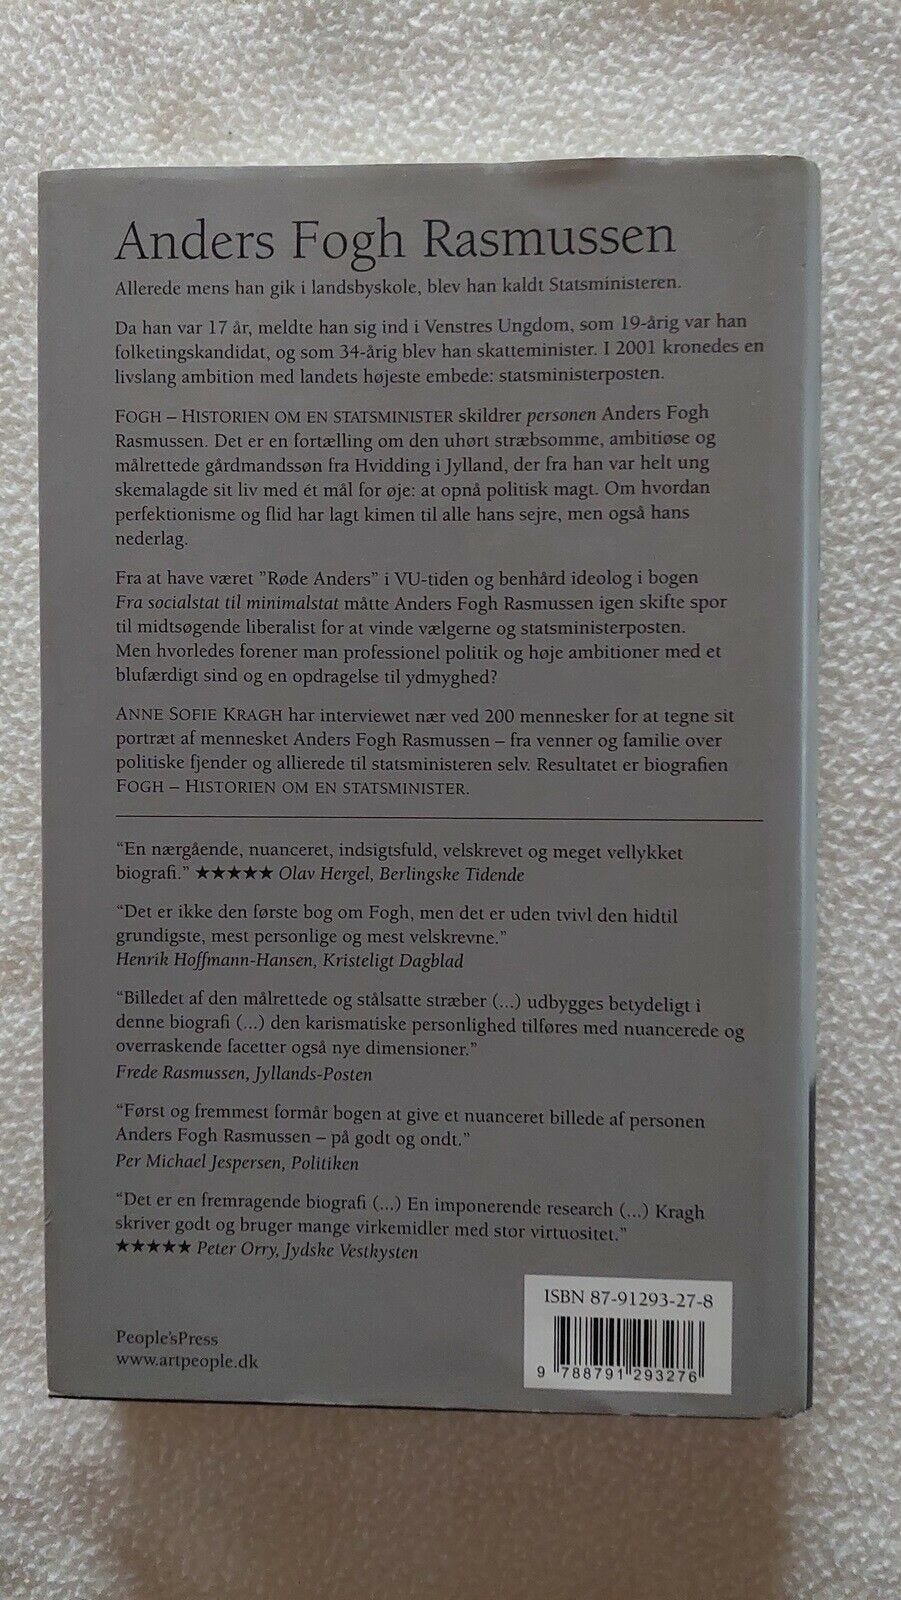 Anders Fogh Rasmussen
Allerede mens han gik i landsbyskole, blev han kaldt Statsministeren.
Da han var 17 år, meldte han sig ind i Venstres Ungdom, som 19-årig var han
folketingskandidat, og som 34-årig blev han skatteminister. I 2001 kronedes en
livslang ambition med landets højeste embede: statsministerposten.
FOGH – HISTORIEN OM EN STATSMINISTER skildrer personen Anders Fogh
Rasmussen. Det er en fortælling om den uhørt stræbsomme, ambitiøse og
målrettede gårdmandssøn fra Hvidding i Jylland, der fra han var helt ung
skemalagde sit liv med ét mål for øje: at opnå politisk magt. Om hvordan
perfektionisme og flid har lagt kimen til alle hans sejre, men også hans
nederlag.
Fra at have været ”Røde Anders” i VU-tiden og benhård ideolog i bogen
Fra socialstat til minimalstat måtte Anders Fogh Rasmussen igen skifte spor
til midtsøgende liberalist for at vinde vælgerne og statsministerposten.
Men hvorledes forener man professionel politik og høje ambitioner med et
blufærdigt sind og en opdragelse til ydmyghed?
ANNE SOFIE KRAGH har interviewet nær ved 200 mennesker for at tegne sit
portræt af mennesket Anders Fogh Rasmussen – fra venner og familie over
politiske fjender og allierede til statsministeren selv. Resultatet er biografien
FOGH – HISTORIEN OM EN STATSMINISTER.
“En nærgående, nuanceret, indsigtsfuld, velskrevet og meget vellykket
biografi.” ★★★★★ Olav Hergel, Berlingske Tidende
“Det er ikke den første bog om Fogh, men det er uden tvivl den hidtil
grundigste, mest personlige og mest velskrevne.”
Henrik Hoffmann-Hansen, Kristeligt Dagblad
“Billedet af den målrettede og stålsatte stræber (...) udbygges betydeligt i
denne biografi (...) den karismatiske personlighed tilføres med nuancerede og
overraskende facetter også nye dimensioner.”
Frede Rasmussen, Jyllands-Posten
“Først og fremmest formår bogen at give et nuanceret billede af personen
Anders Fogh Rasmussen – på godt og ondt.”
Per Michael Jespersen, Politiken
“Det er en fremragende biografi (...) En imponerende research (...) Kragh
skriver godt og bruger mange virkemidler med stor virtuositet.”
★★★★★ Peter Orry, Jydske Vestkysten
People'sPress
www.artpeople.dk
ISBN 87-91293-27-8
9 788791 293276